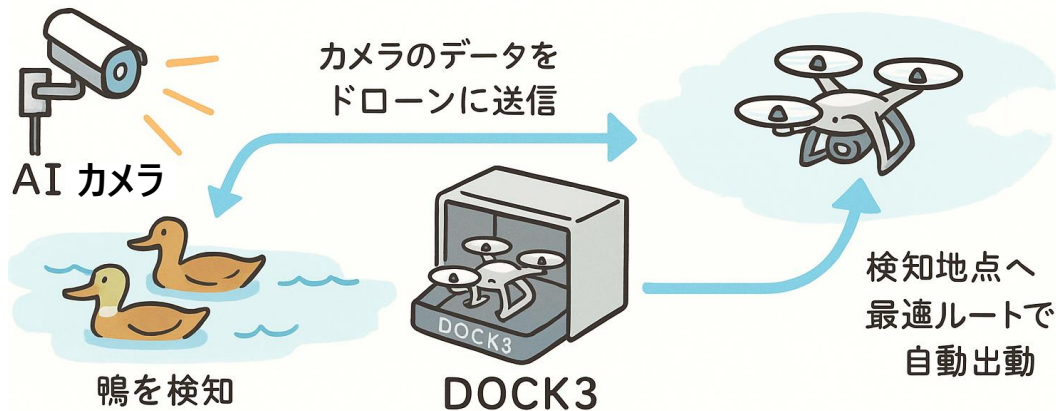 カメラのデータを
ドローンに送信
AI カメラ
検知地点へ
最速ルートで
自動出動
DOCK3
鴨を検知
DOCK3